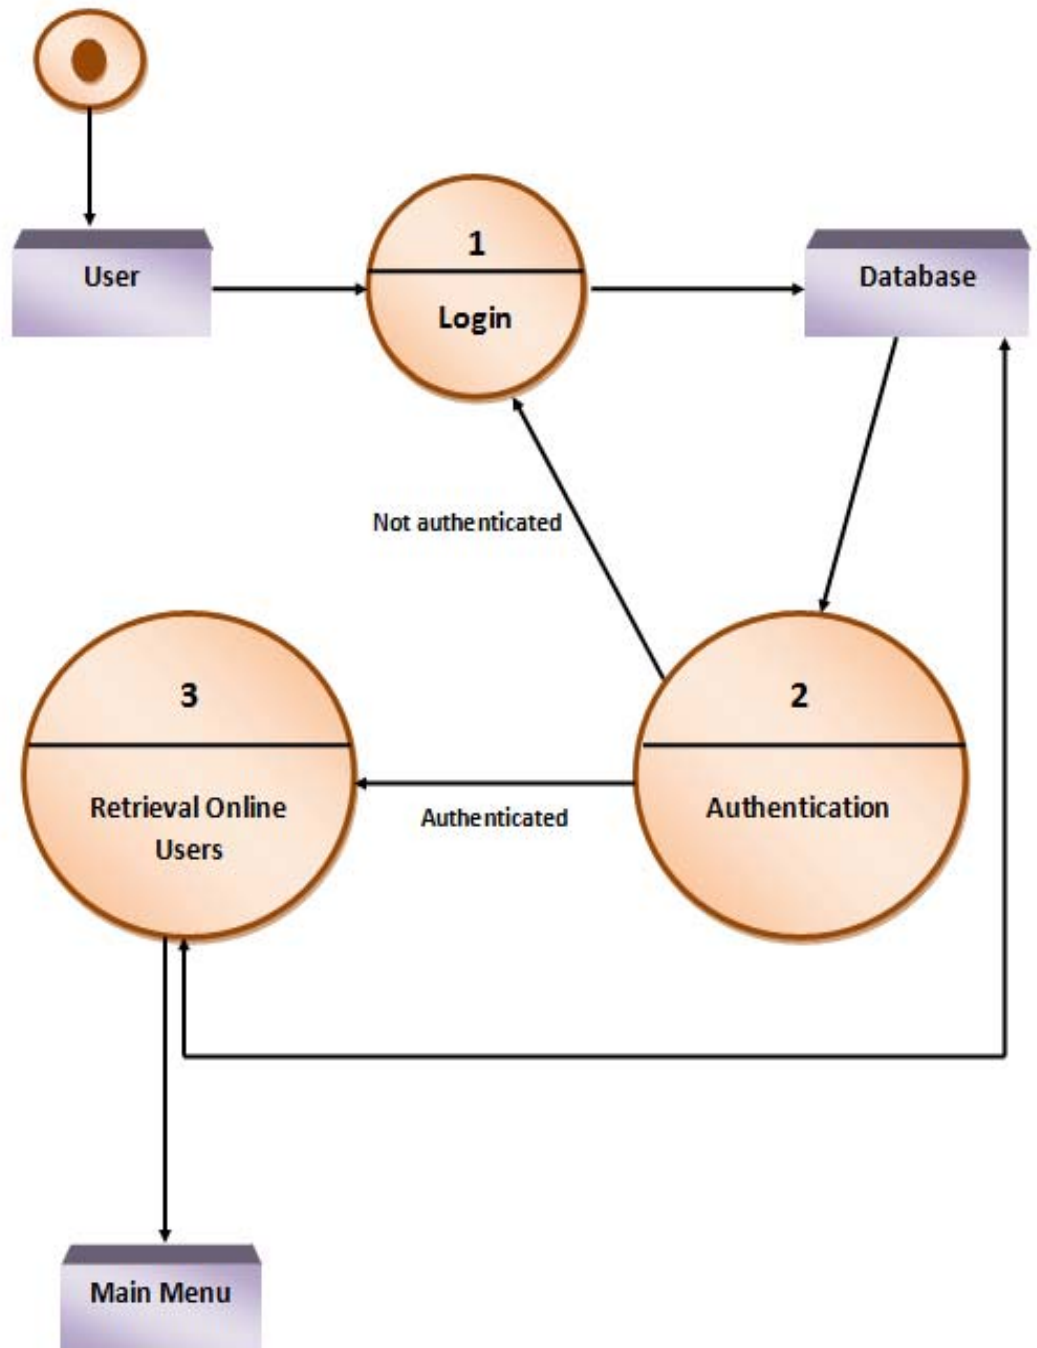 1
User
Database
Login
Not authenticated
3
2
Retrieval Online
Users
Authenticated
Authentication
Main Menu